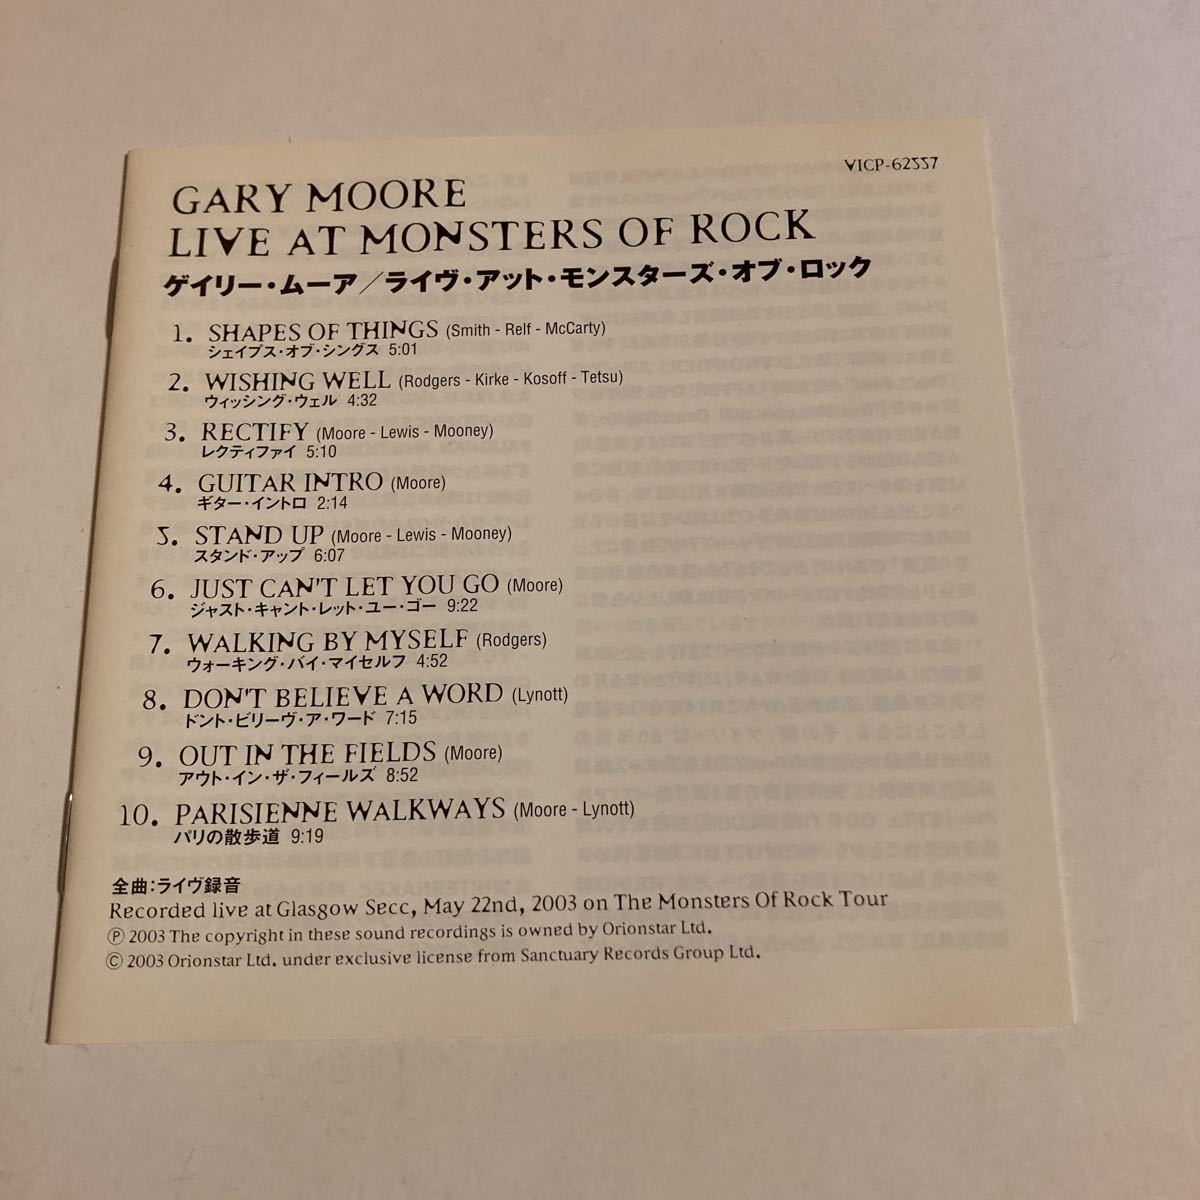 VICP-62557
GARY MOORE
LIVE AT MONSTERS OF ROCK
ゲイリー・ムーア/ライヴ・アット・モンスターズ・オブ・ロック
1. SHAPES OF THINGS (Smith - Relf - McCarty)
シェイプス・オブ・シングス 5:01
2. WISHING WELL (Rodgers - Kirke - Kosoff - Tetsu)
ウィッシング・ウェル 4:32
3. RECTIFY (Moore - Lewis - Mooney)
レクティファイ 5:10
4. GUITAR INTRO (Moore)
ギター・イントロ 2:14
5. STAND UP (Moore - Lewis - Mooney)
スタンド・アップ 6:07
6. JUST CAN'T LET YOU GO (Moore)
ジャスト・キャント・レット・ユー・ゴー 9:22
7. WALKING BY MYSELF (Rodgers)
ウォーキング・バイ・マイセルフ 4:52
8. DON'T BELIEVE A WORD (Lynott)
ドント・ビリーヴ・ア・ワード 7:15
9. OUT IN THE FIELDS (Moore)
アウト・イン・ザ・フィールズ 8:52
10. PARISIENNE WALKWAYS (Moore - Lynott)
パリの散歩道 9:19
全曲:ライヴ録音
Recorded live at Glasgow Secc, May 22nd, 2003 on The Monsters Of Rock Tour
Ⓟ 2003 The copyright in these sound recordings is owned by Orionstar Ltd.
Ⓒ 2003 Orionstar Ltd. under exclusive license from Sanctuary Records Group Ltd.